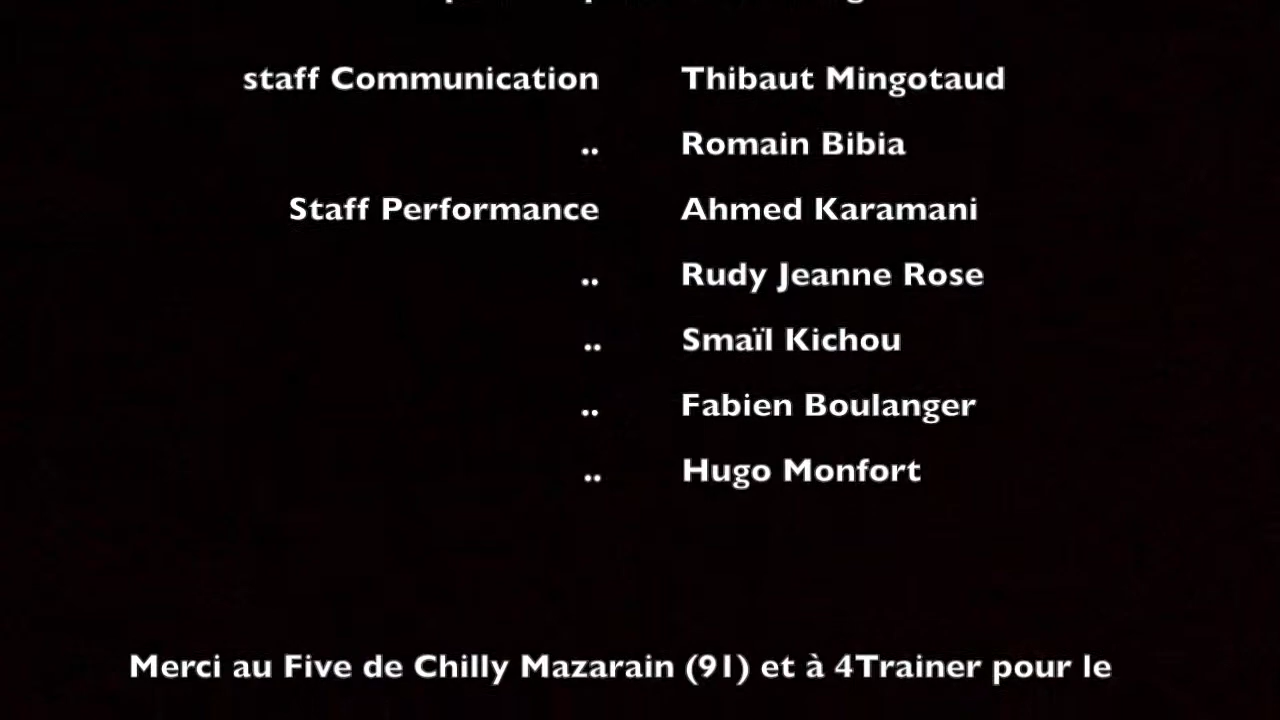 staff Communication Thibaut Mingotaud
.. Romain Bibia
Staff Performance Ahmed Karamani
.. Rudy Jeanne Rose
.. Smaïl Kichou
.. Fabien Boulanger
.. Hugo Monfort
Merci au Five de Chilly Mazarain (91) et à 4Trainer pour le